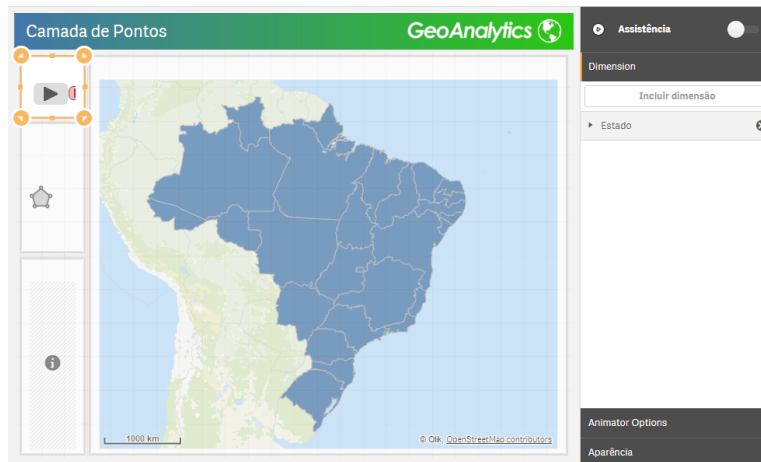 Camada de Pontos
GeoAnalytics
Assistência
Dimension
Incluir dimensão
Estado
1000 km
© Qlik, OpenStreetMap contributors
Animator Options
Aparência